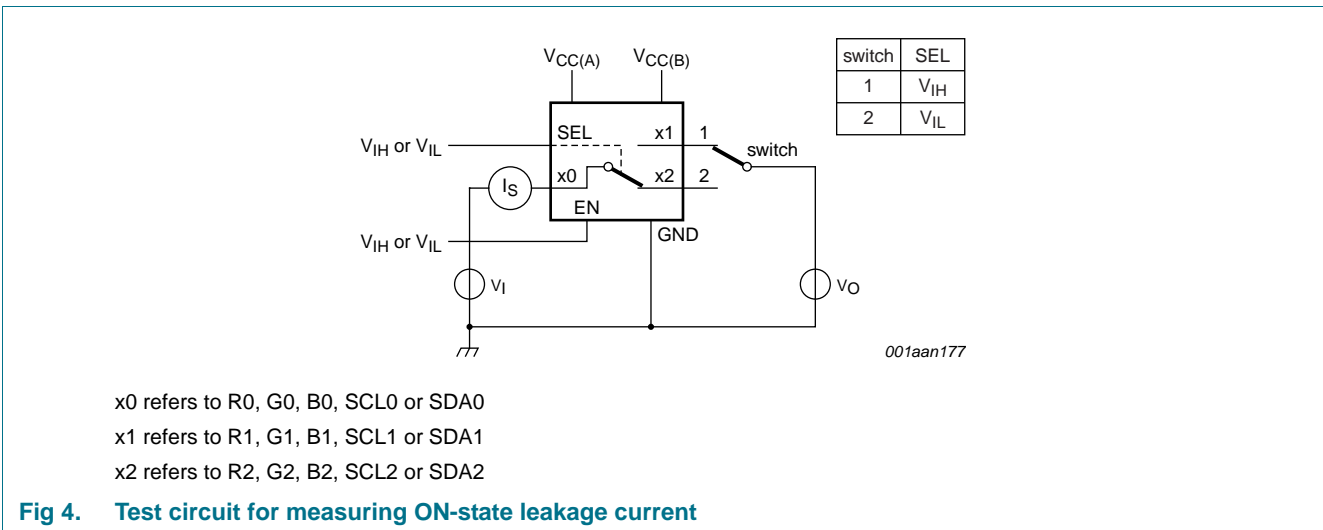 VCC(A) VCC(B)
switch SEL
1 VIH
2 VIL
VIH or VIL
SEL x1 1
switch
IS
x0 x2 2
EN
VIH or VIL
GND
VI
VO
001aan177
x0 refers to R0, G0, B0, SCL0 or SDA0
x1 refers to R1, G1, B1, SCL1 or SDA1
x2 refers to R2, G2, B2, SCL2 or SDA2
Fig 4. Test circuit for measuring ON-state leakage current